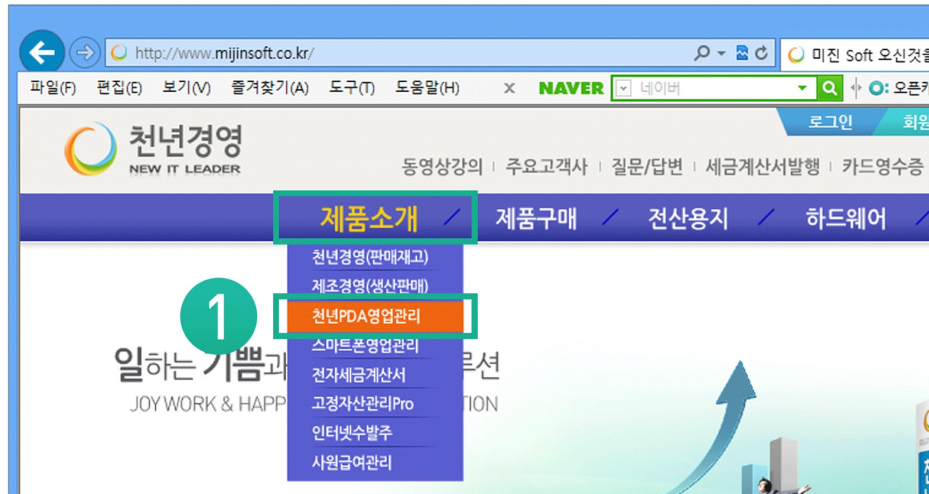 http://www.mijinsoft.co.kr/
미진 Soft 오신것을
파일(F) 편집(E) 보기(V) 즐겨찾기(A) 도구(T) 도움말(H) x NAVER 네이버
로그인 회원
천년경영
NEW IT LEADER
동영상강의 주요고객사 질문/답변 세금계산서발행 카드영수증
제품소개 / 제품구매 / 전산용지 / 하드웨어 /
천년경영(판매재고)
제조경영(생산판매)
1
천년PDA영업관리
스마트폰영업관리
일하는 기쁨과 루션
전자세금계산서
JOY WORK & HAPP TION
고정자산관리Pro
인터넷수발주
사원급여관리